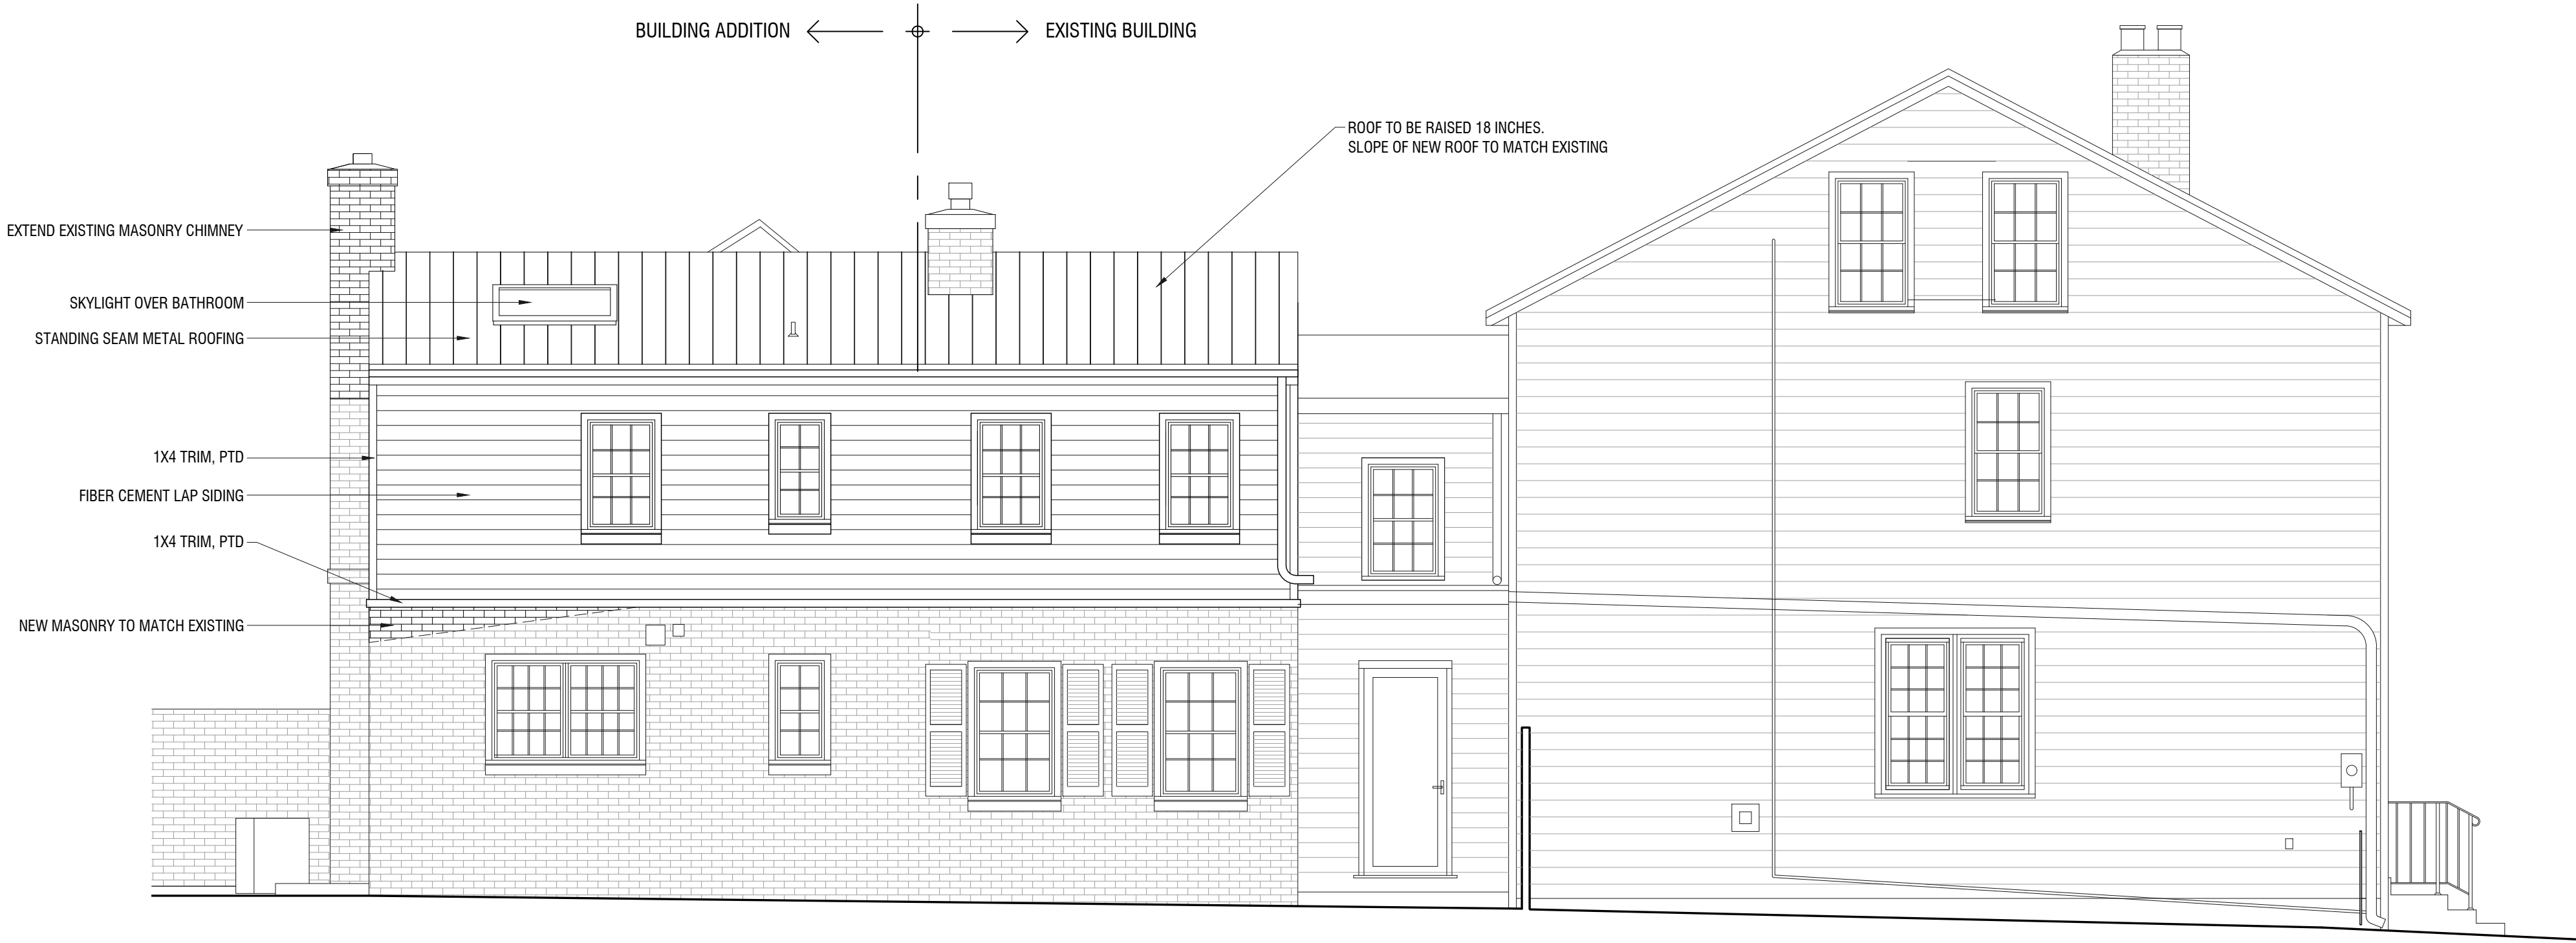 BUILDING ADDITION
EXISTING BUILDING
ROOF TO BE RAISED 18 INCHES.
SLOPE OF NEW ROOF TO MATCH EXISTING
EXTEND EXISTING MASONRY CHIMNEY
SKYLIGHT OVER BATHROOM
STANDING SEAM METAL ROOFING
1X4 TRIM, PTD
FIBER CEMENT LAP SIDING
1X4 TRIM, PTD
NEW MASONRY TO MATCH EXISTING